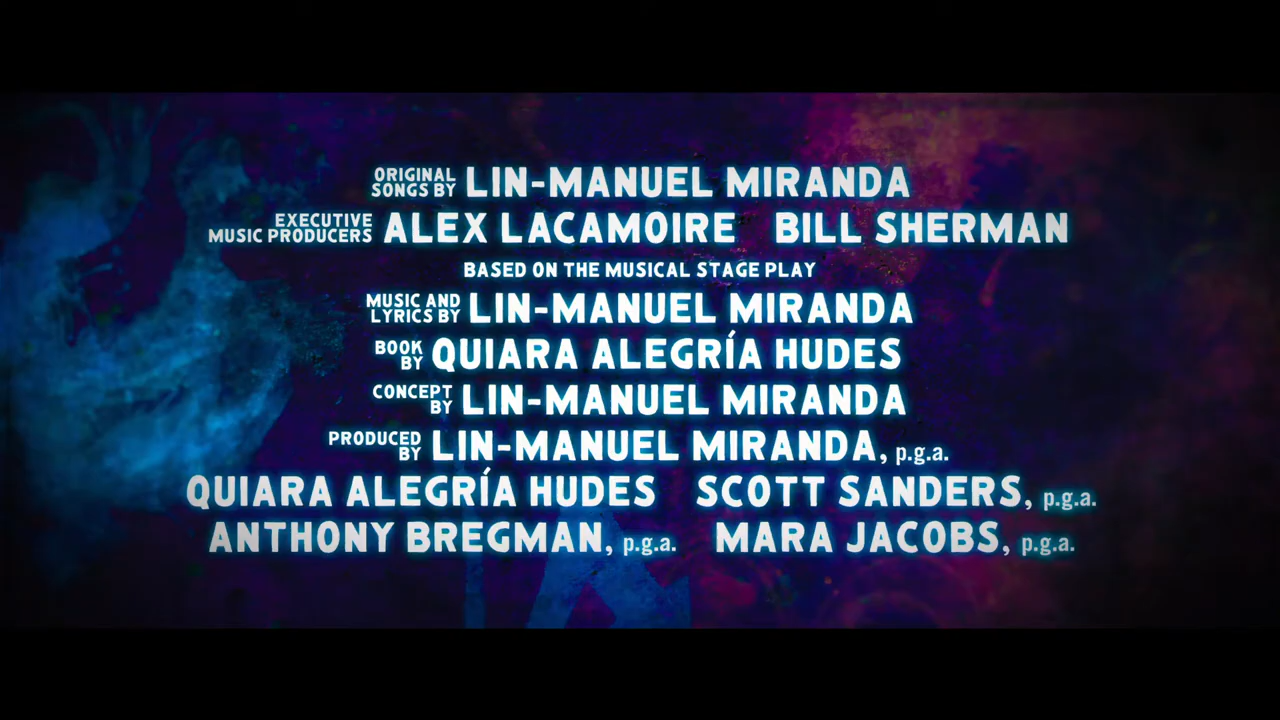 ORIGINAL SONGS BY LIN-MANUEL MIRANDA
EXECUTIVE MUSIC PRODUCERS ALEX LACAMOIRE BILL SHERMAN
BASED ON THE MUSICAL STAGE PLAY
MUSIC AND LYRICS BY LIN-MANUEL MIRANDA
BOOK BY QUIARA ALEGRÍA HUDES
CONCEPT BY LIN-MANUEL MIRANDA
PRODUCED BY LIN-MANUEL MIRANDA, p.g.a.
QUIARA ALEGRÍA HUDES SCOTT SANDERS, p.g.a.
ANTHONY BREGMAN, p.g.a. MARA JACOBS, p.g.a.